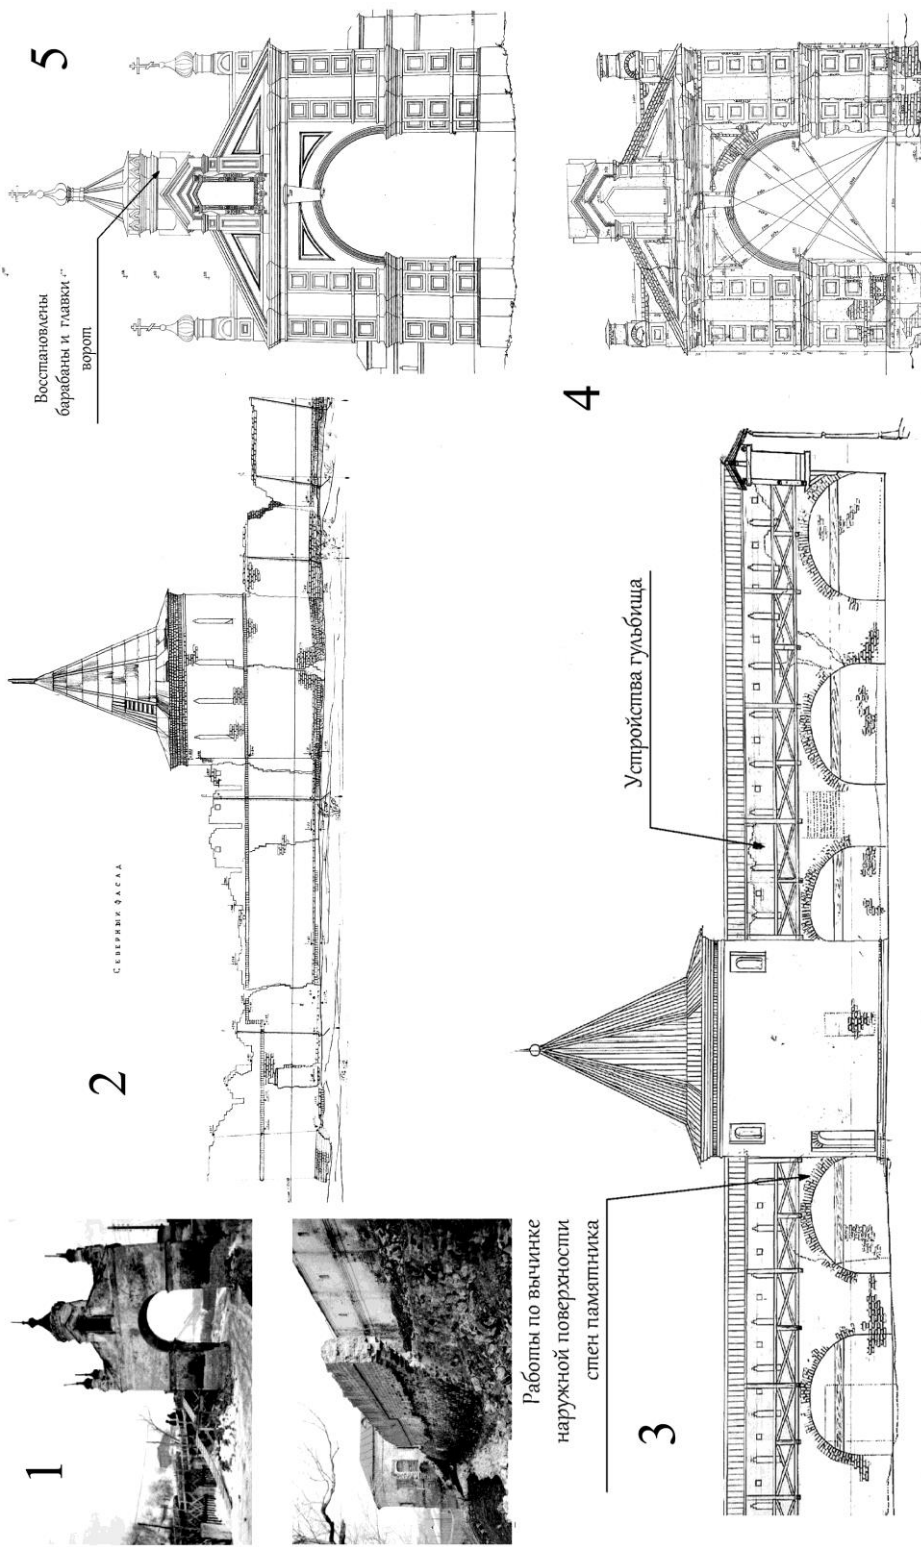 1
2
СЕВЕРНЫЙ ФАСАД
5
Восстановлены
барабаны и главки
ворот
Работы по вычинке
наружной поверхности
стен памятника
3
Устройства гульбища
4